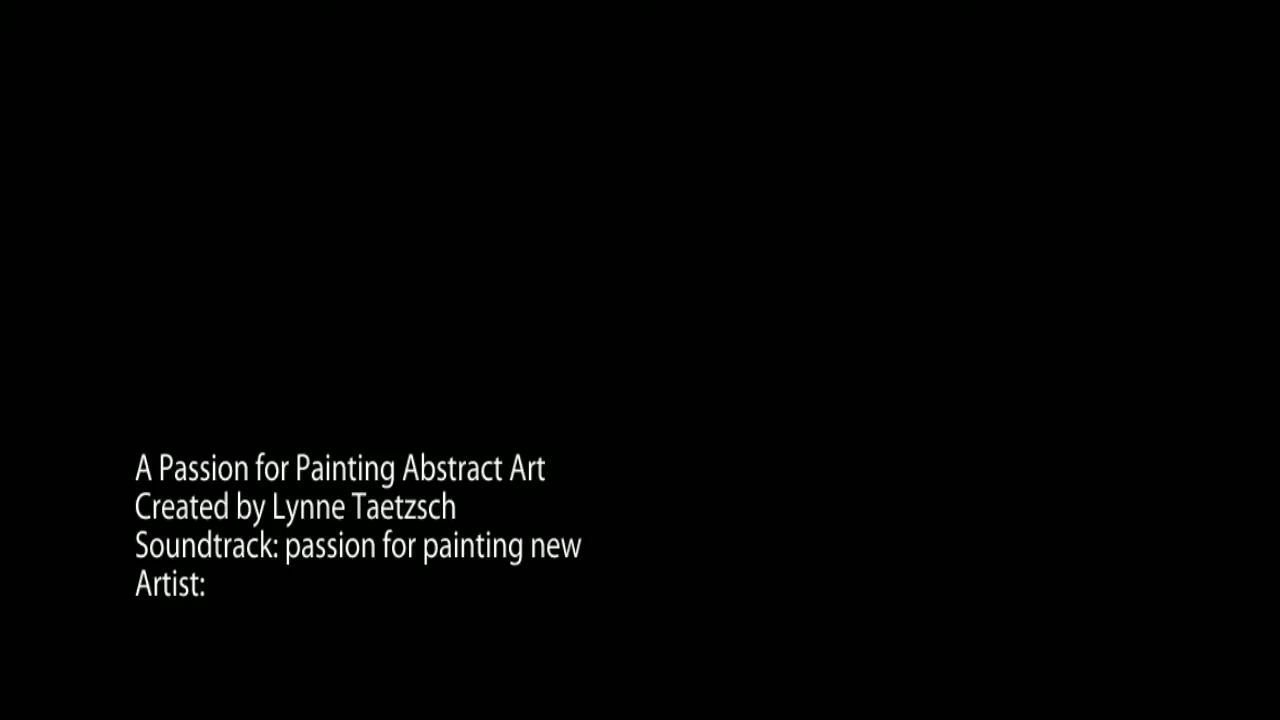 A Passion for Painting Abstract Art
Created by Lynne Taetzsch
Soundtrack: passion for painting new
Artist: